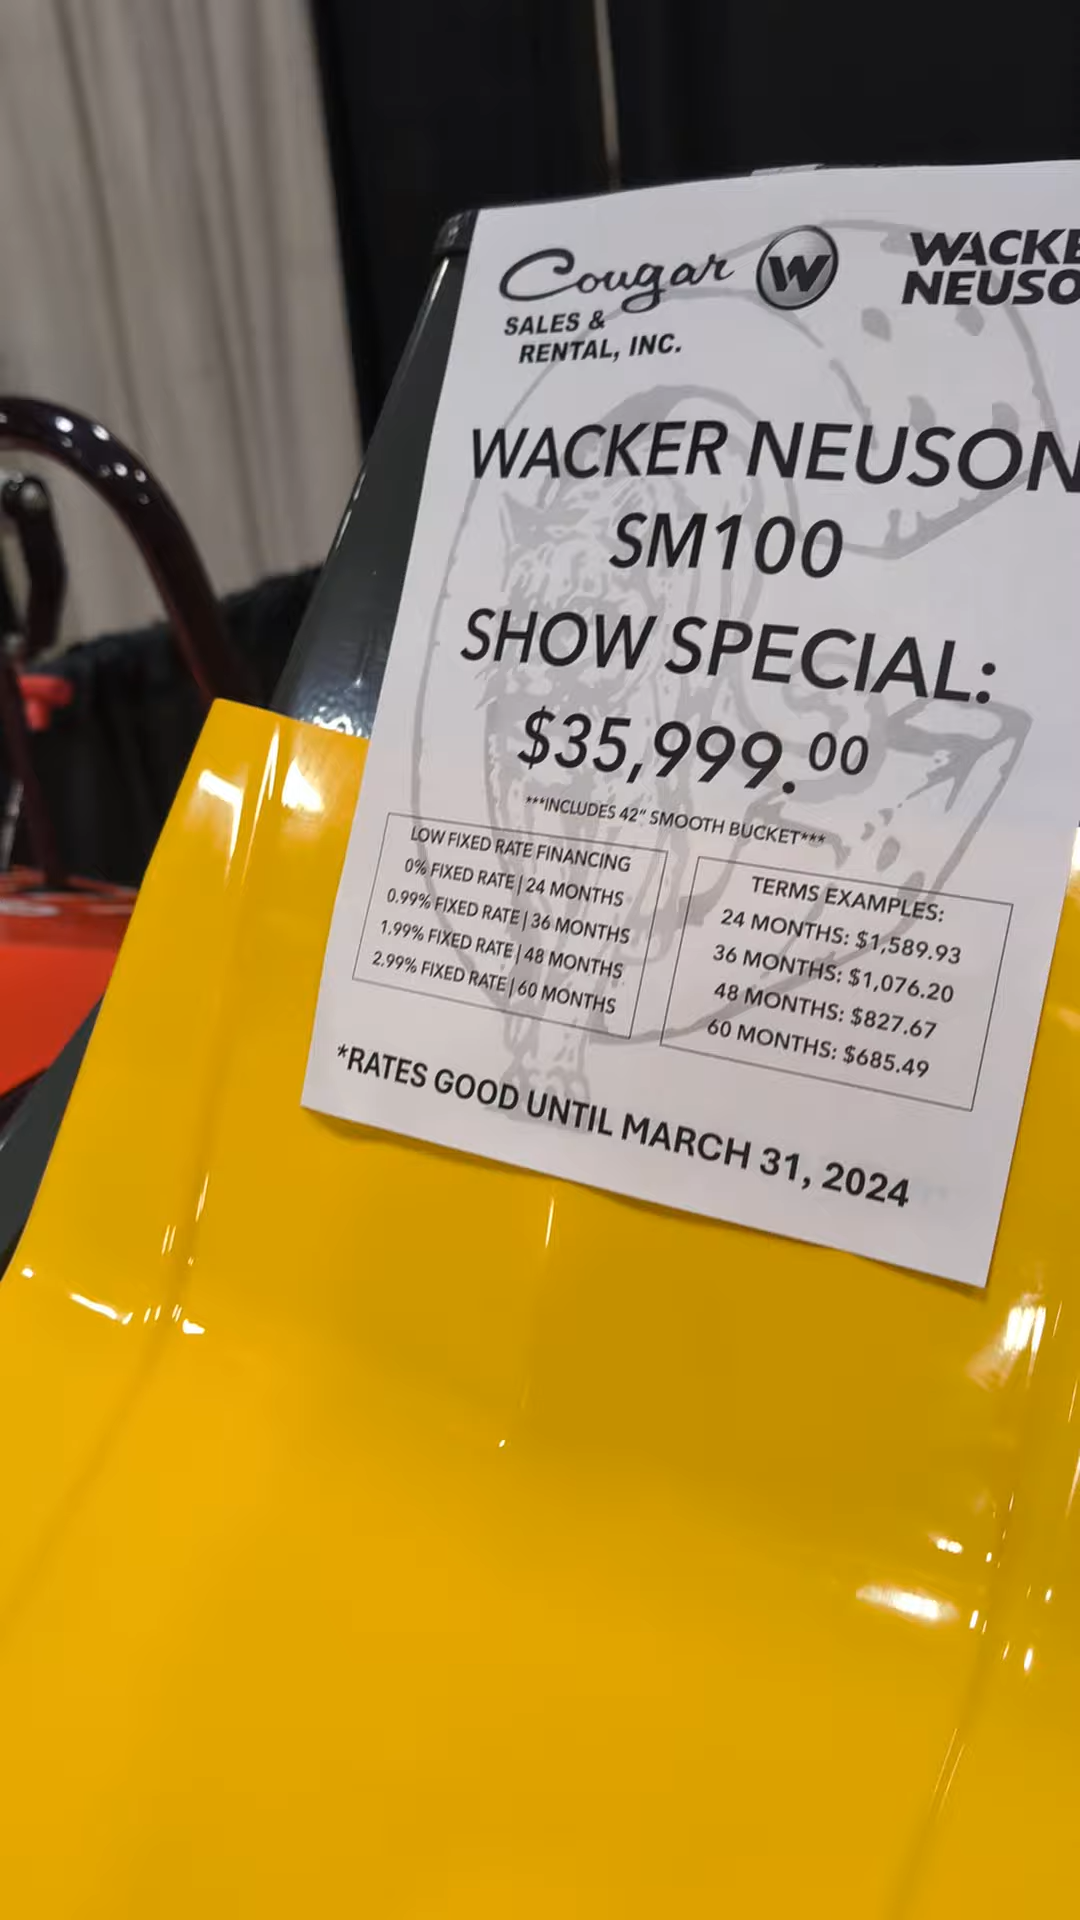 Cougar
SALES &
RENTAL, INC.
W
WACKE
NEUSO
WACKER NEUSON
SM100
SHOW SPECIAL:
$35,999.00
***INCLUDES 42" SMOOTH BUCKET***
LOW FIXED RATE FINANCING
0% FIXED RATE | 24 MONTHS
0.99% FIXED RATE | 36 MONTHS
1.99% FIXED RATE | 48 MONTHS
2.99% FIXED RATE | 60 MONTHS
TERMS EXAMPLES:
24 MONTHS: $1,589.93
36 MONTHS: $1,076.20
48 MONTHS: $827.67
60 MONTHS: $685.49
*RATES GOOD UNTIL MARCH 31, 2024